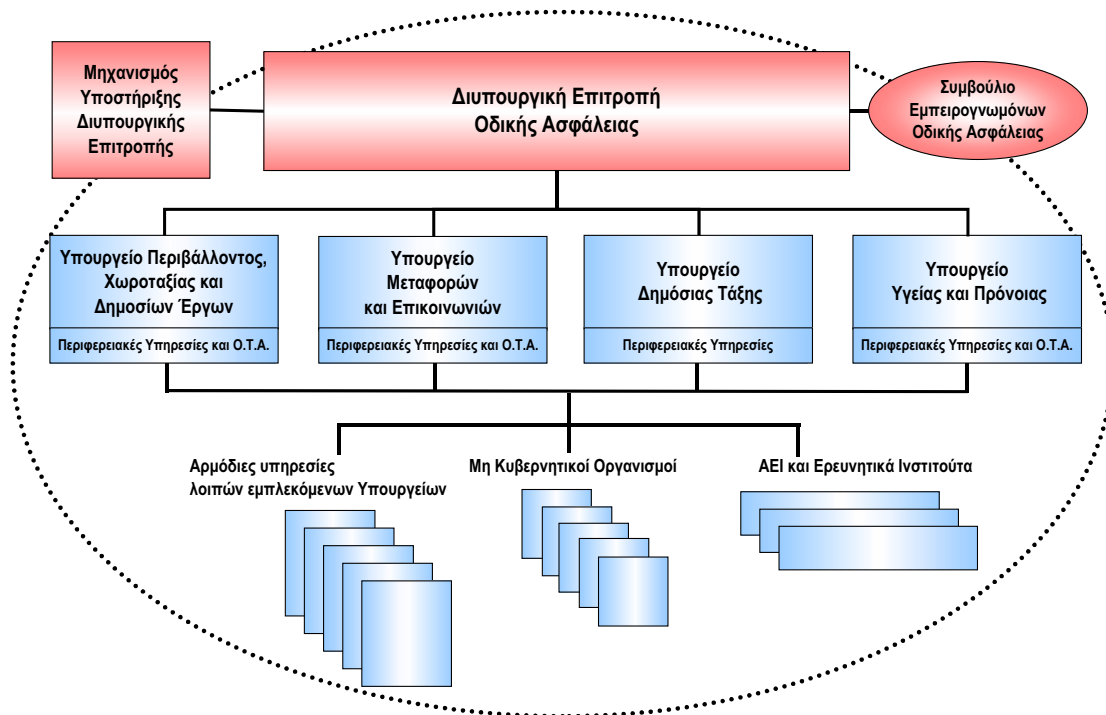 Μηχανισμός
Υποστήριξης
Διυπουργικής
Επιτροπής
Διυπουργική Επιτροπή
Οδικής Ασφάλειας
Συμβούλιο
Εμπειρογνωμόνων
Οδικής Ασφάλειας
Υπουργείο Περιβάλλοντος,
Χωροταξίας και
Δημοσίων Έργων
Περιφερειακές Υπηρεσίες και Ο.Τ.Α.
Υπουργείο
Μεταφορών
και Επικοινωνιών
Περιφερειακές Υπηρεσίες και Ο.Τ.Α.
Υπουργείο
Δημόσιας Τάξης
Περιφερειακές Υπηρεσίες
Υπουργείο
Υγείας και Πρόνοιας
Περιφερειακές Υπηρεσίες και Ο.Τ.Α.
Αρμόδιες υπηρεσίες
λοιπών εμπλεκόμενων Υπουργείων
Μη Κυβερνητικοί Οργανισμοί
ΑΕΙ και Ερευνητικά Ινστιτούτα